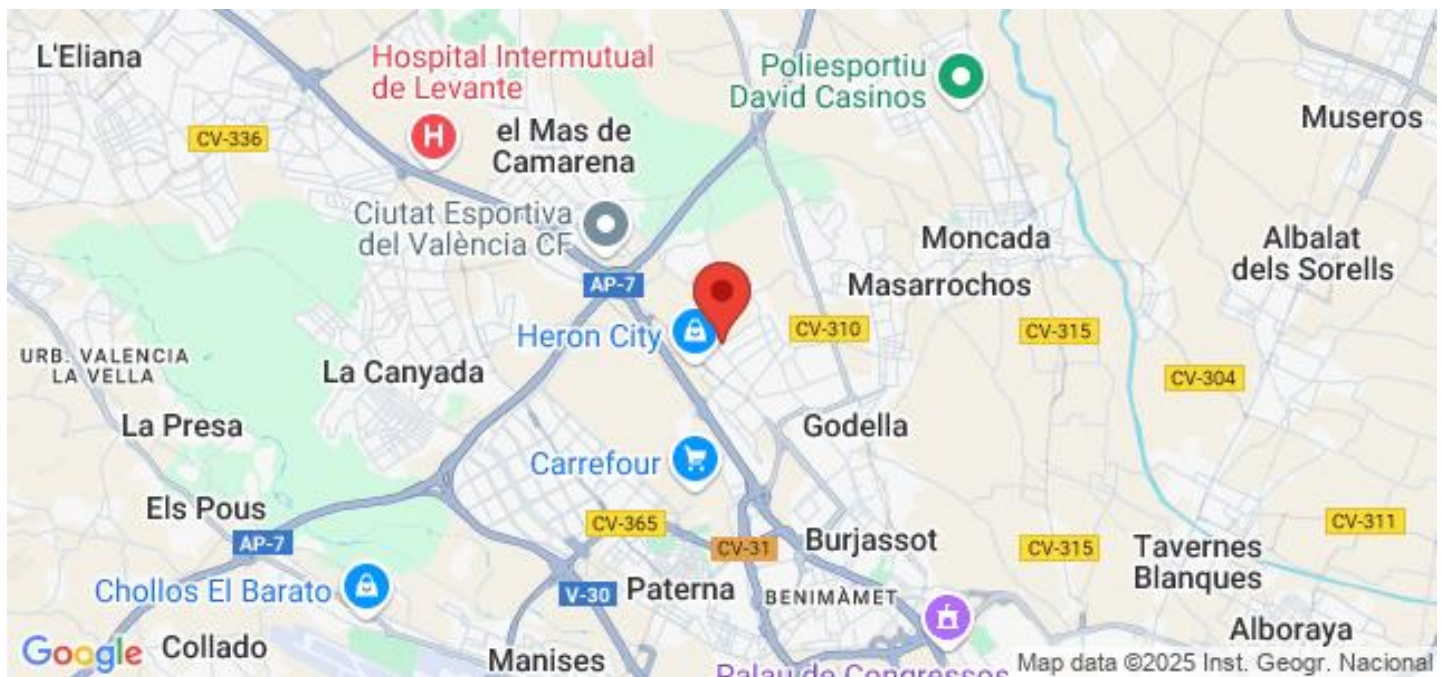 L'Eliana
Hospital Intermutual
de Levante
Poliesportiu
David Casinos
Museros
CV-336
H
el Mas de
Camarena
Ciutat Esportiva
del València CF
Moncada
Albalat
dels Sorells
AP-7
Masarrochos
Heron City
CV-310
CV-315
URB. VALENCIA
LA VELLA
La Canyada
CV-304
La Presa
Godella
Carrefour
Els Pous
CV-365
CV-311
AP-7
CV-31
Burjassot
CV-315
Tavernes
Blanques
Chollos El Barato
V-30
Paterna
BENIMÀMET
Alboraya
Google
Collado
Manises
Palau de Congressos
Map data ©2025 Inst. Geogr. Nacional